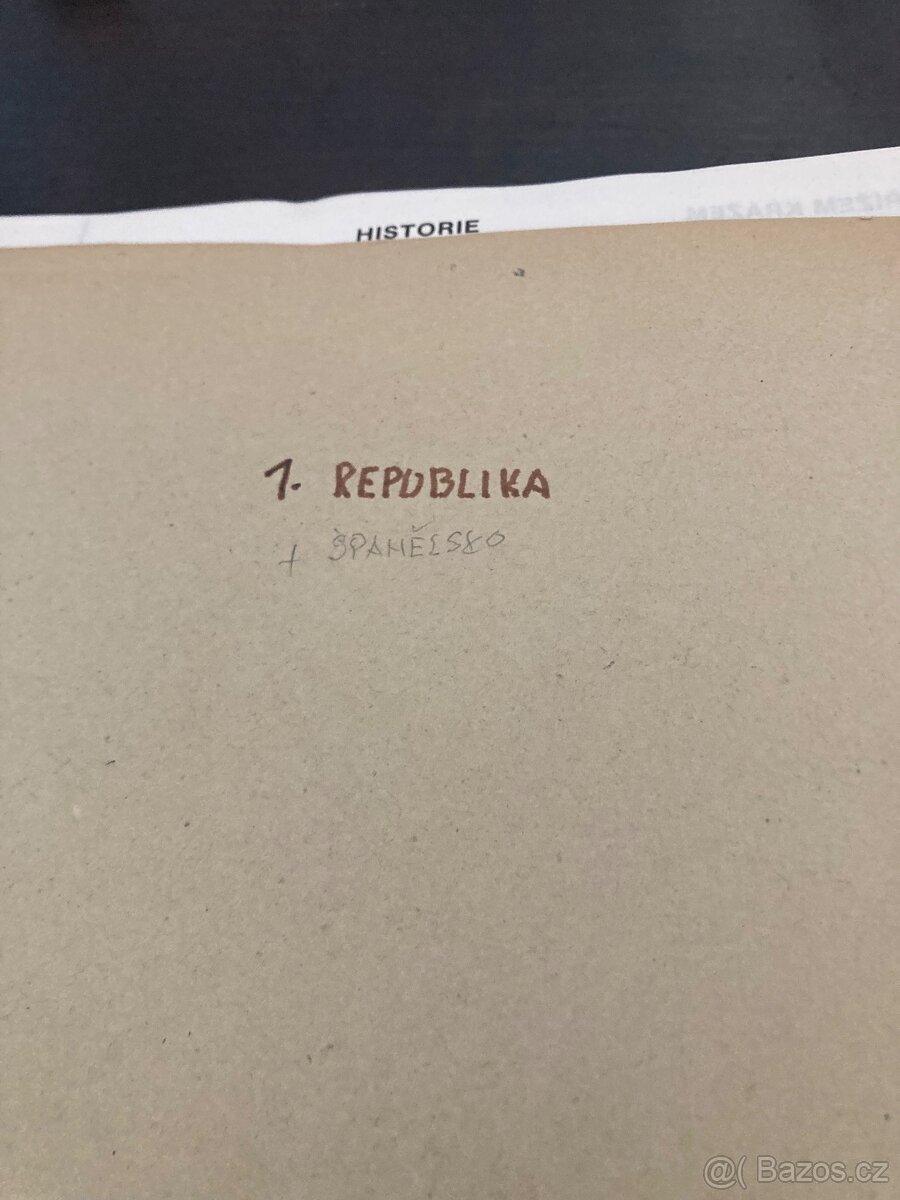 HISTORIE
1. REPUBLIKA
+ ŠPANĚLSKO
@( Bazos.cz